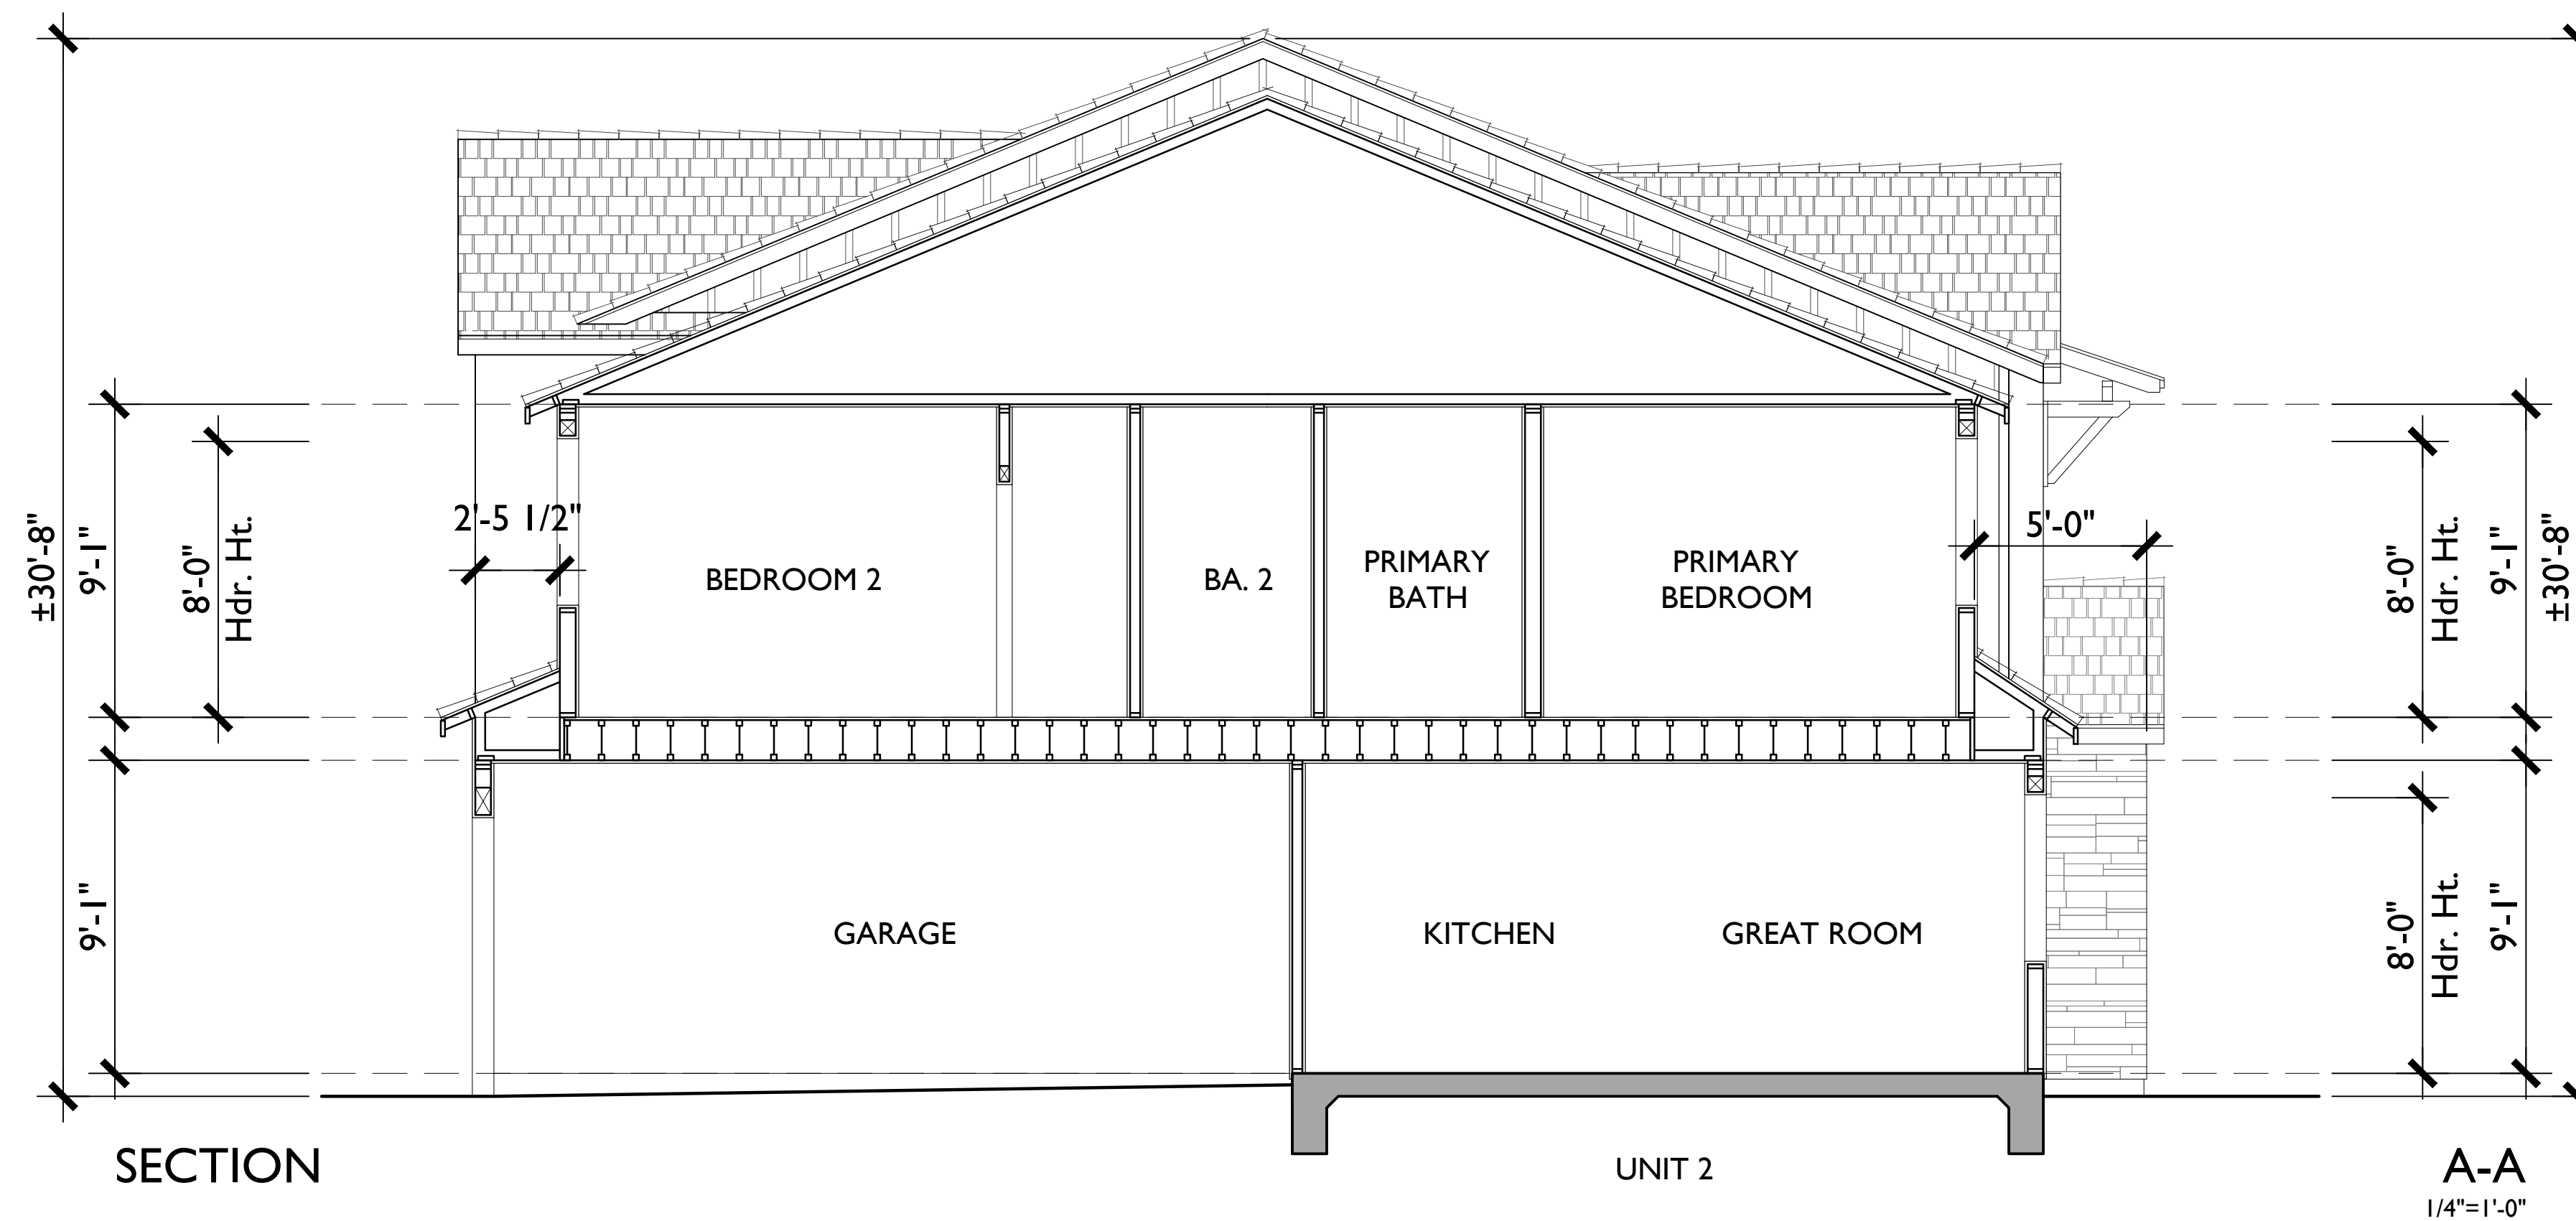 ±30'-8"
9'-1"
8'-0"
Hdr. Ht.
2'-5 1/2"
BEDROOM 2
BA. 2
PRIMARY
BATH
PRIMARY
BEDROOM
5'-0"
8'-0"
Hdr. Ht.
9'-1"
±30'-8"
9'-1"
GARAGE
KITCHEN
GREAT ROOM
8'-0"
Hdr. Ht.
9'-1"
SECTION
UNIT 2
A-A
1/4"=1'-0"